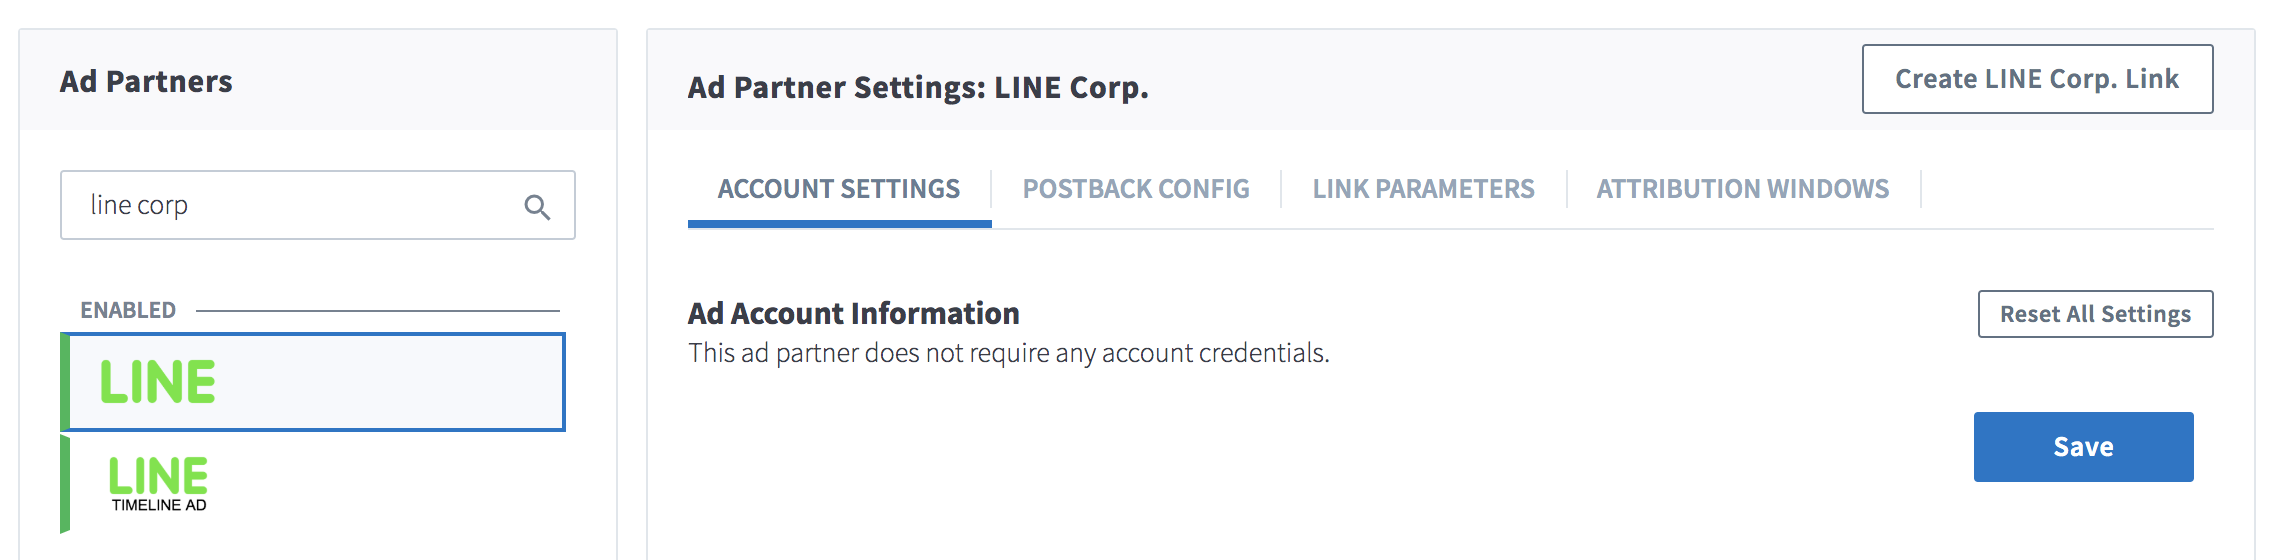 Ad Partners
line corp
ENABLED
LINE
LINE
TIMELINE AD
Ad Partner Settings: LINE Corp.
Create LINE Corp. Link
ACCOUNT SETTINGS
POSTBACK CONFIG
LINK PARAMETERS
ATTRIBUTION WINDOWS
Ad Account Information
Reset All Settings
This ad partner does not require any account credentials.
Save